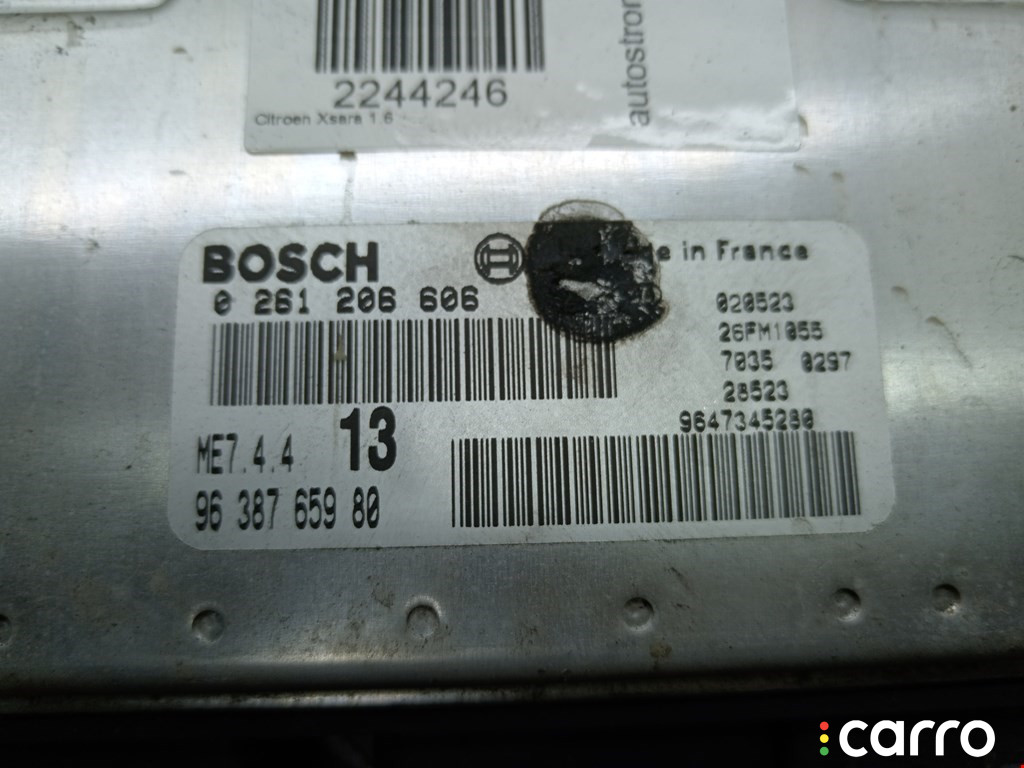 2244246
Citroen Xsara 1.6
BOSCH
in France
0 261 206 606
020523
26FM1055
7035 0297
28523
9647345280
ME7.4.4 13
96 387 659 80
carro